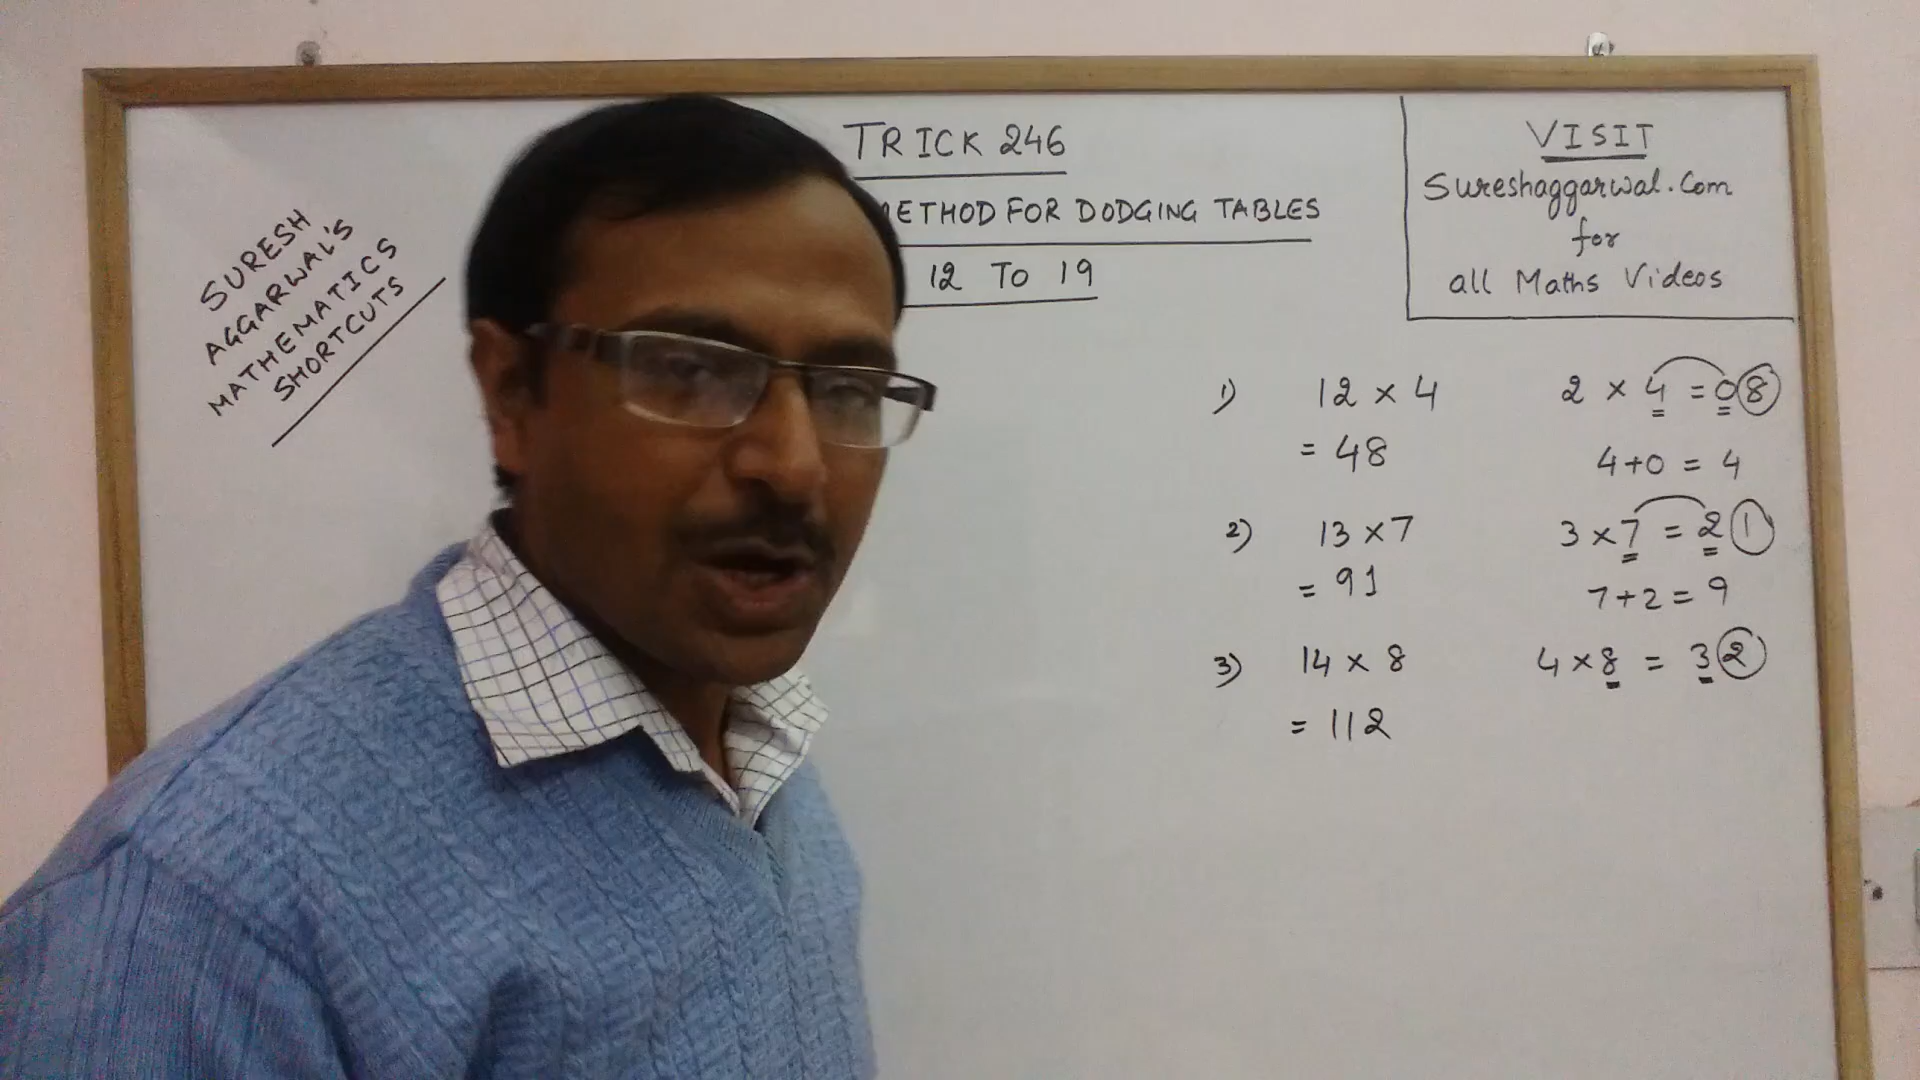 SURESH
AGGARWAL'S
MATHEMATICS
SHORTCUTS
TRICK 246
METHOD FOR DODGING TABLES
12 TO 19
VISIT
Sureshaggarwal.com
for
all Maths Videos
1) 12 × 4 2 × 4 = 08
= 48 4+0 = 4
2) 13 × 7 3 × 7 = 21
= 91 7+2 = 9
3) 14 × 8 4 × 8 = 32
= 112